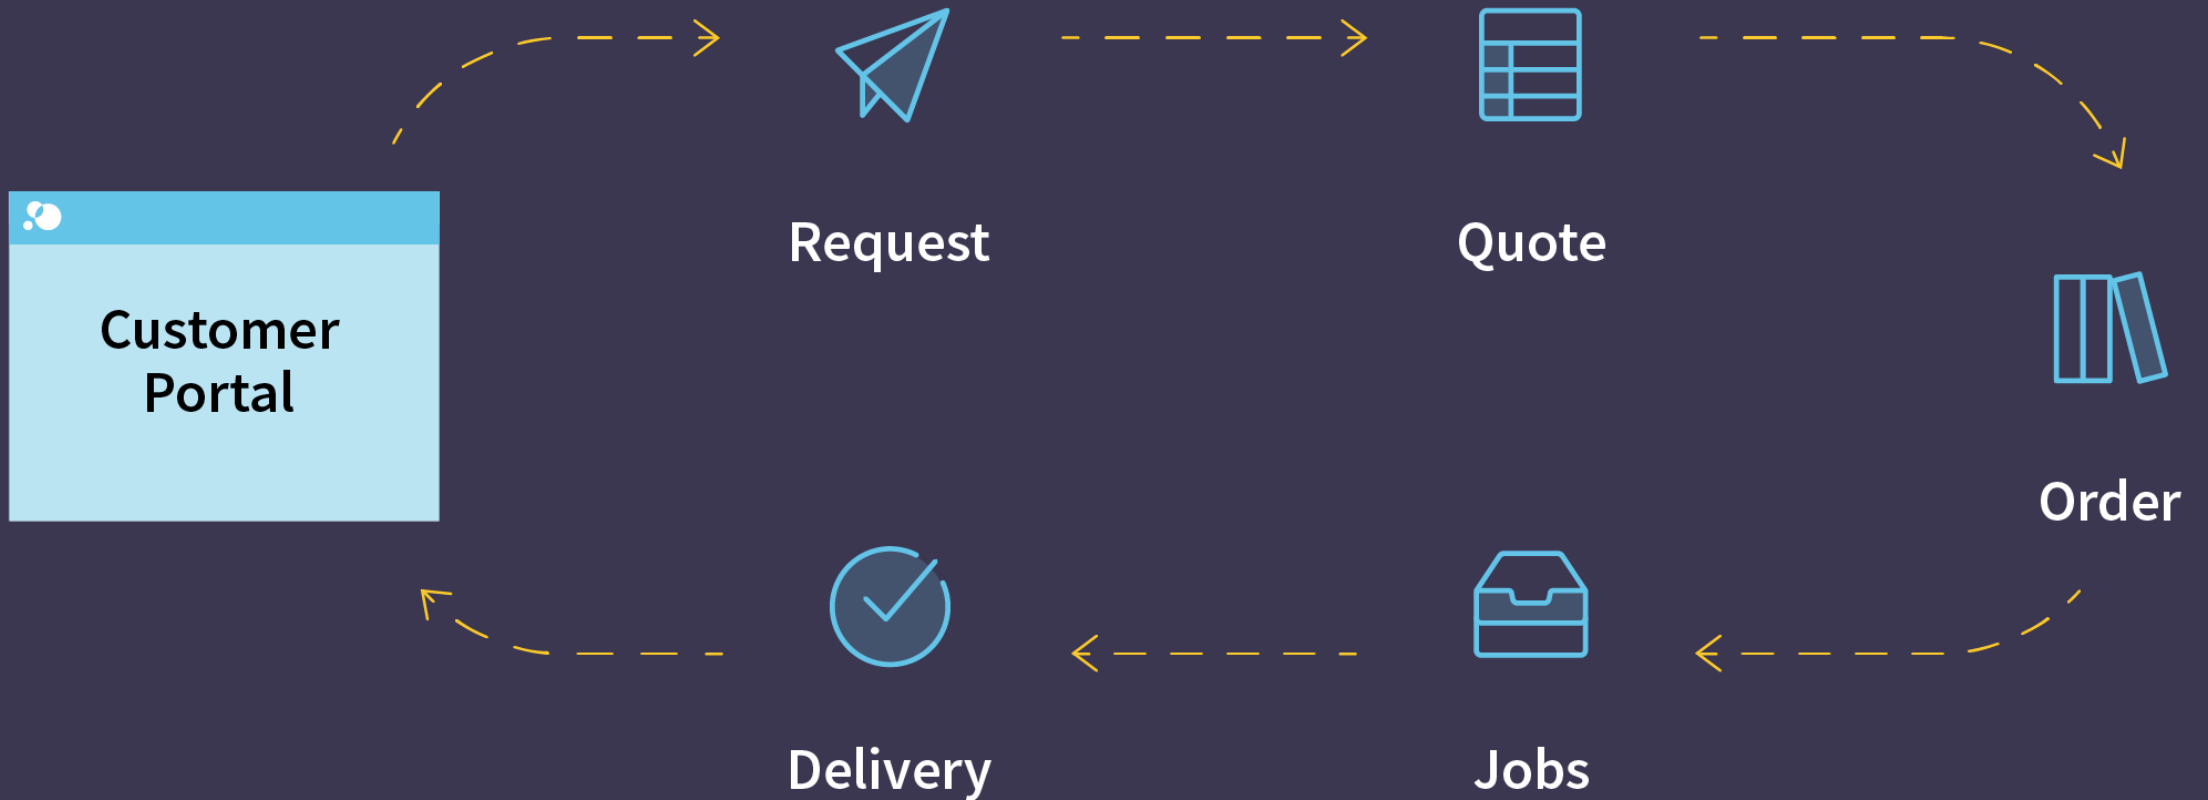 Customer
Portal
Request
Quote
Order
Jobs
Delivery